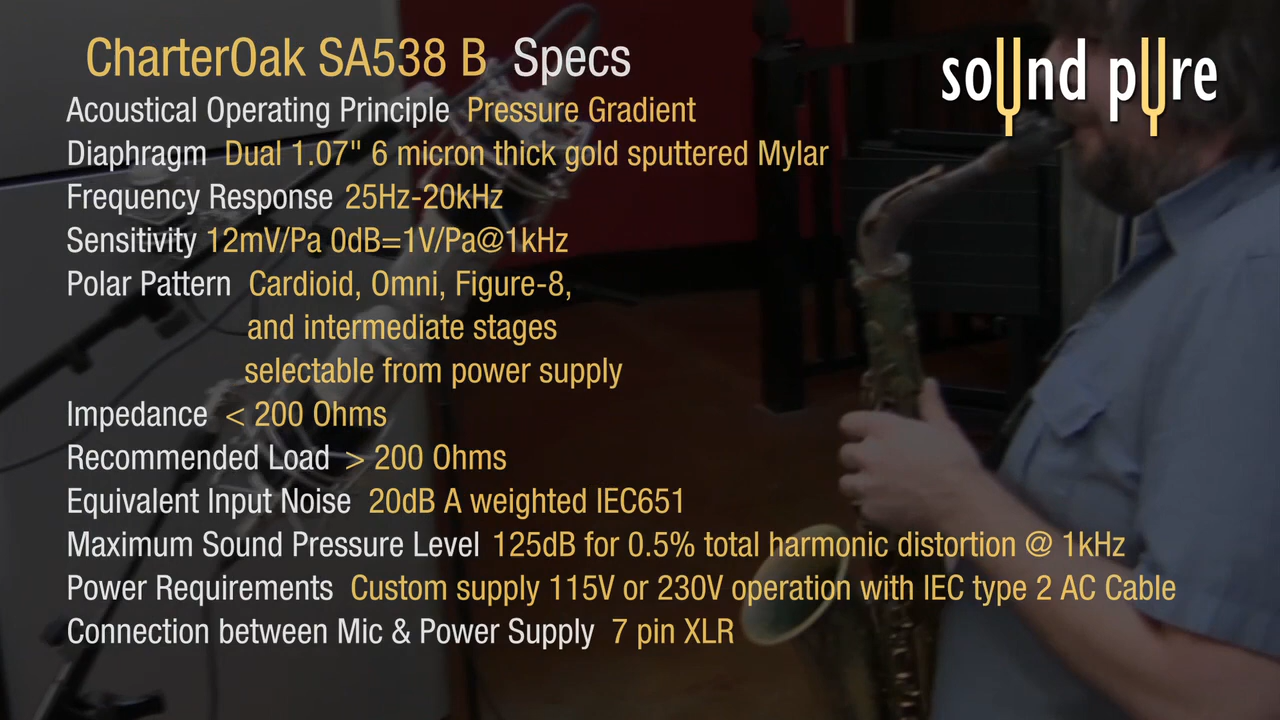 CharterOak SA538 B Specs
sound pure
Acoustical Operating Principle Pressure Gradient
Diaphragm Dual 1.07" 6 micron thick gold sputtered Mylar
Frequency Response 25Hz-20kHz
Sensitivity 12mV/Pa 0dB=1V/Pa@1kHz
Polar Pattern Cardioid, Omni, Figure-8,
and intermediate stages
selectable from power supply
Impedance < 200 Ohms
Recommended Load > 200 Ohms
Equivalent Input Noise 20dB A weighted IEC651
Maximum Sound Pressure Level 125dB for 0.5% total harmonic distortion @ 1kHz
Power Requirements Custom supply 115V or 230V operation with IEC type 2 AC Cable
Connection between Mic & Power Supply 7 pin XLR